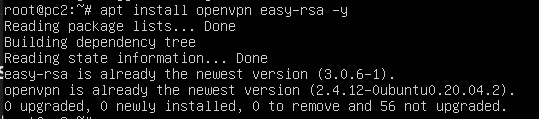 root@pc2:~# apt install openvpn easy-rsa -y
Reading package lists... Done
Building dependency tree
Reading state information... Done
easy-rsa is already the newest version (3.0.6-1).
openvpn is already the newest version (2.4.12-0ubuntu0.20.04.2).
0 upgraded, 0 newly installed, 0 to remove and 56 not upgraded.